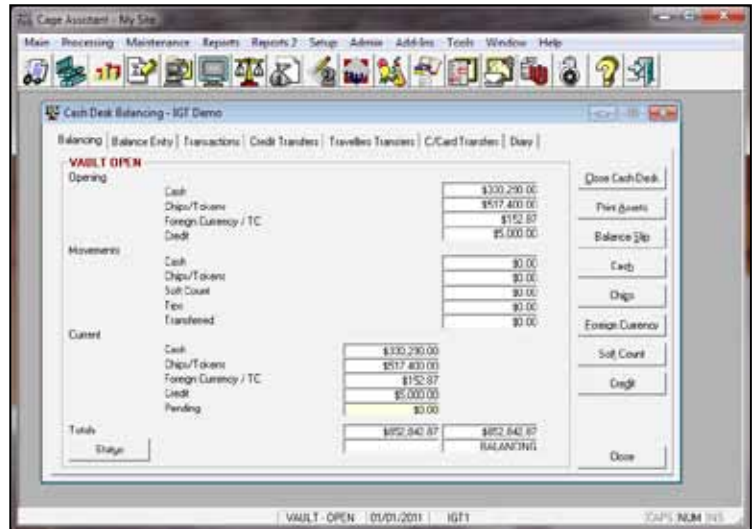 Cage Assistant - My Site
Main Processing Maintenance Reports Reports 2 Setup Admin Add-Ins Tools Window Help
Cash Desk Balancing - IGT Demo
Balancing Balance Entry Transactions Credit Transfers Travellers Transfers C/Card Transfers Diary
VAULT OPEN
Opening
Cash $330,290.00
Chips/Tokens $517,400.00
Foreign Currency / TC $152.87
Credit $5,000.00
Movements
Cash $0.00
Chips/Tokens $0.00
Soft Count $0.00
Transferred $0.00
Current
Cash $330,290.00
Chips/Tokens $517,400.00
Foreign Currency / TC $152.87
Credit $5,000.00
Pending $0.00
Totals $852,842.87 $852,842.87
BALANCING
Close Cash Desk
Print Assets
Balance Slip
Cash
Chips
Foreign Currency
Soft Count
Credit
Close
VAULT - OPEN 01/01/2011 IGT1 CAPS NUM INS